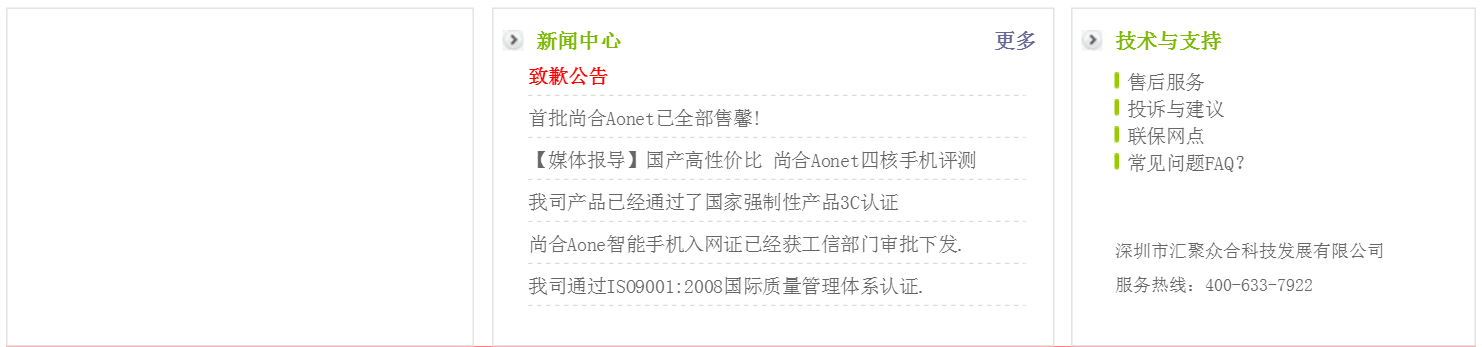 新闻中心 更多
致歉公告
首批尚合Aonet已全部售馨!
【媒体报导】国产高性价比 尚合Aonet四核手机评测
我司产品已经通过了国家强制性产品3C认证
尚合Aone智能手机入网证已经获工信部门审批下发.
我司通过ISO9001:2008国际质量管理体系认证.
技术与支持
售后服务
投诉与建议
联保网点
常见问题FAQ?
深圳市汇聚众合科技发展有限公司
服务热线: 400-633-7922